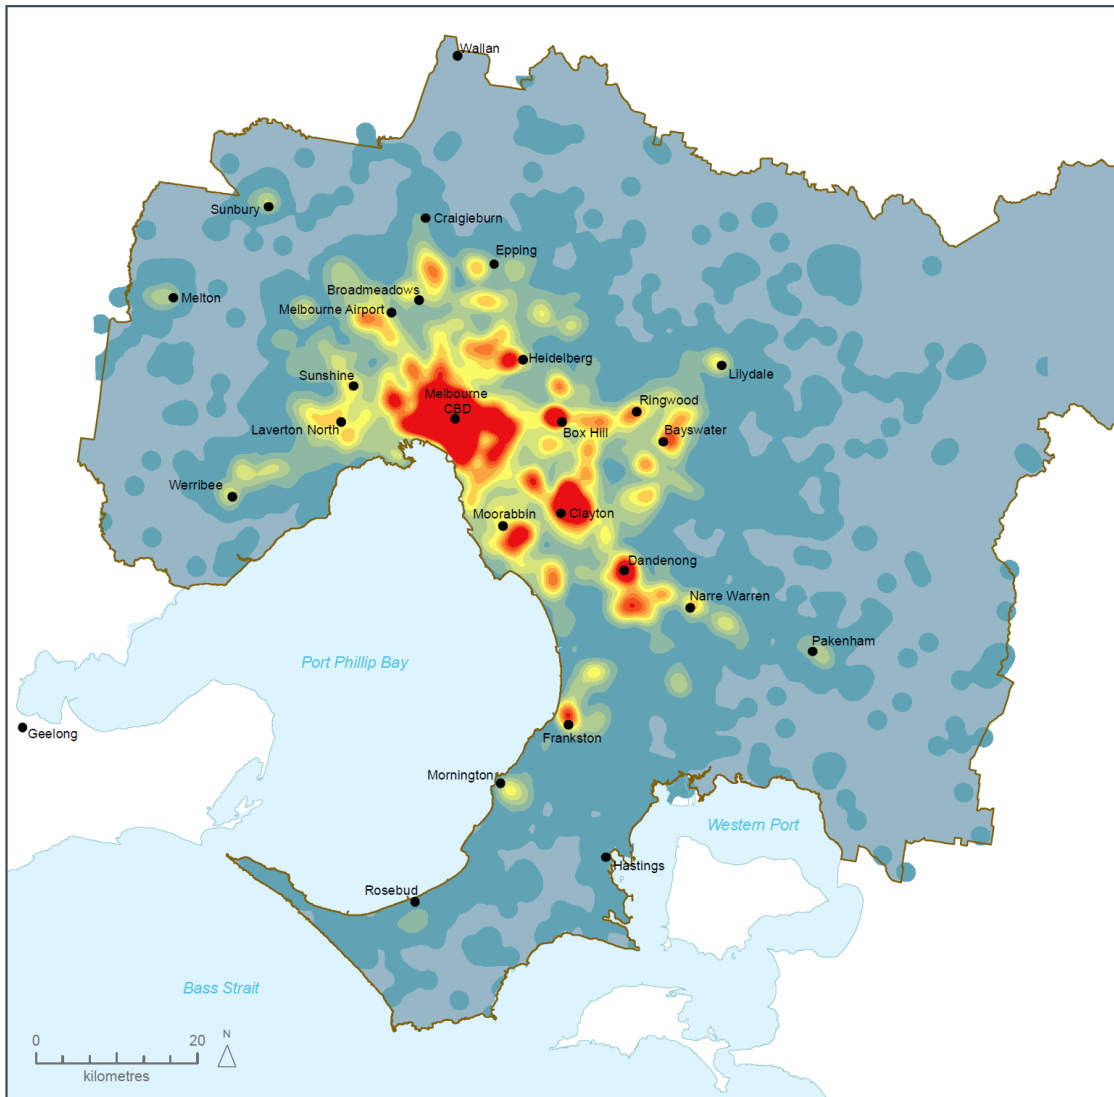 Wallan
Sunbury
Craigieburn
Epping
Melton
Broadmeadows
Melbourne Airport
Heidelberg
Lilydale
Sunshine
Melbourne
CBD
Ringwood
Laverton North
Box Hill
Bayswater
Werribee
Moorabbin
Clayton
Dandenong
Narre Warren
Pakenham
Port Phillip Bay
Geelong
Frankston
Mornington
Western Port
Hastings
Rosebud
Bass Strait
0
20
N
kilometres